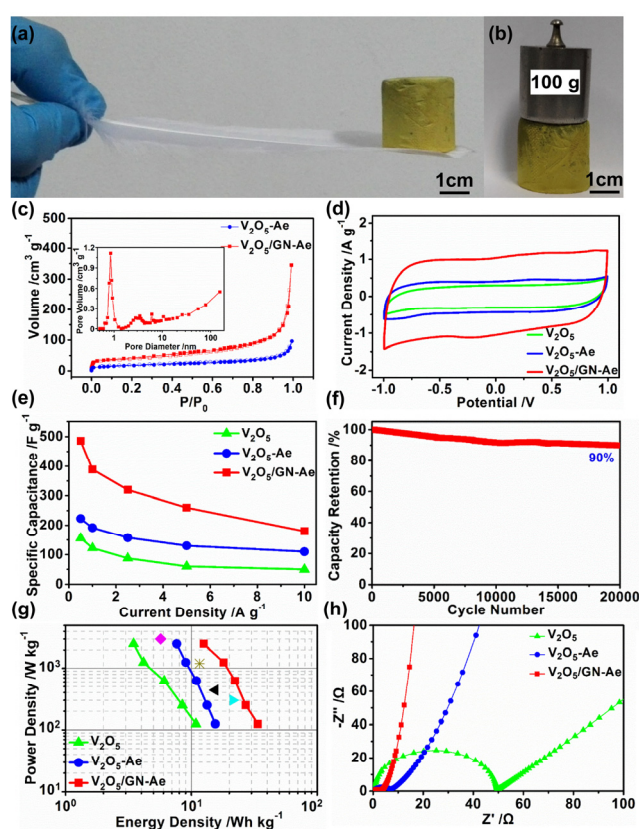 (a)
1cm
(b)
100 g
1cm
(c)
500
400
300
200
100
0
Volume/cm³ g⁻¹
0.0
0.2
0.4
0.6
0.8
1.0
P/P₀
V₂O₅-Ae
V₂O₅/GN-Ae
1.2
0.9
0.6
0.3
0.0
Pore Volume/cm³ g⁻¹
1
10
100
Pore Diameter/nm
(d)
2
1
0
-1
-2
Current Density/A g⁻¹
-1.0
-0.5
0.0
0.5
1.0
Potential /V
V₂O₅
V₂O₅-Ae
V₂O₅/GN-Ae
(e)
500
400
300
200
100
0
Specific Capacitance/F g⁻¹
0
2
4
6
8
10
Current Density /A g⁻¹
V₂O₅
V₂O₅-Ae
V₂O₅/GN-Ae
(f)
100
80
60
40
20
0
Capacity Retention /%
90%
0
5000
10000
15000
20000
Cycle Number
(g)
10³
10²
10¹
Power Density /W kg⁻¹
10⁰
10¹
10²
Energy Density /Wh kg⁻¹
V₂O₅
V₂O₅-Ae
V₂O₅/GN-Ae
(h)
100
80
60
40
20
0
-Z''/Ω
0
20
40
60
80
100
Z' /Ω
V₂O₅
V₂O₅-Ae
V₂O₅/GN-Ae